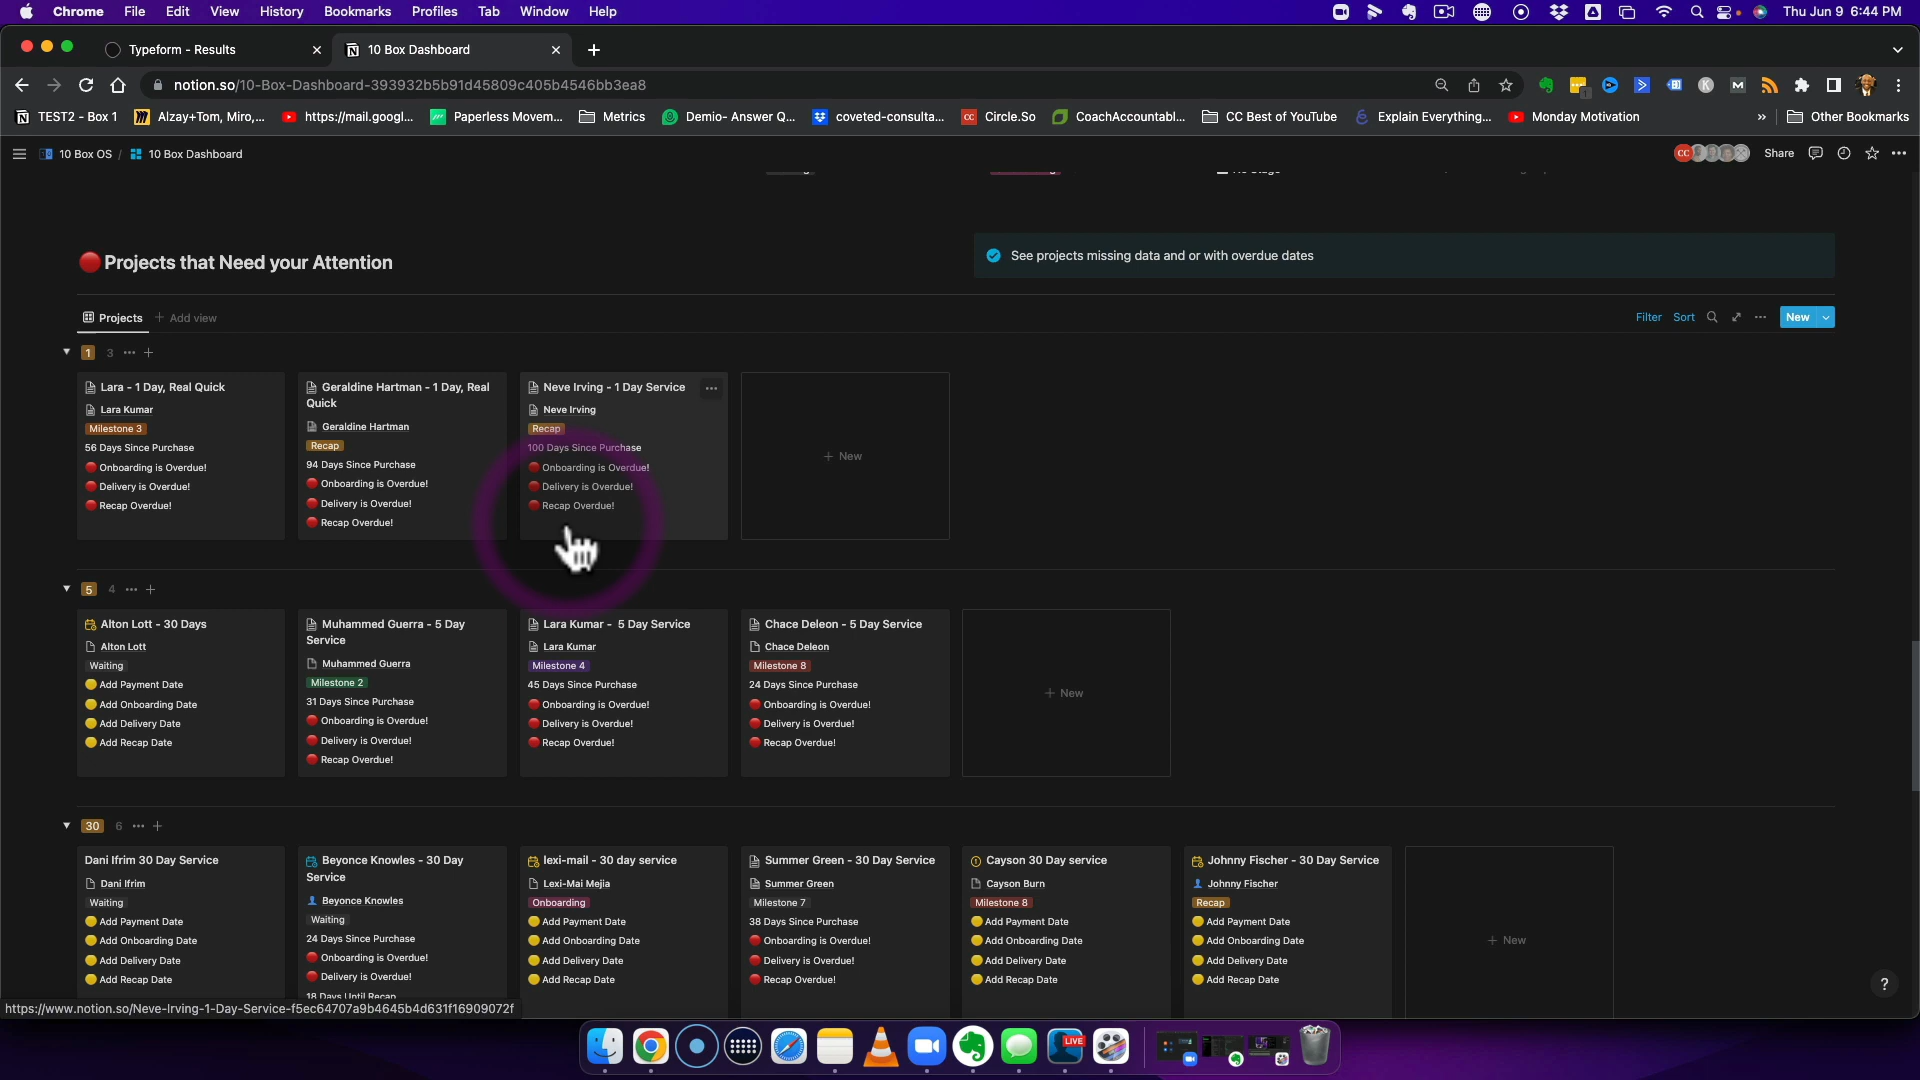 Chrome File Edit View History Bookmarks Profiles Tab Window Help Thu Jun 9 6:44 PM
Typeform - Results 10 Box Dashboard
notion.so/10-Box-Dashboard-393932b5b91d45809c405b4546bb3ea8
TEST2 - Box 1 Alzay+Tom, Miro,... https://mail.googl... Paperless Movem... Metrics Demio- Answer Q... coveted-consulta... CC Circle.So CoachAccountabl... CC Best of YouTube Explain Everything... Monday Motivation » Other Bookmarks
10 Box OS / 10 Box Dashboard CC Share
Projects that Need your Attention
See projects missing data and or with overdue dates
Projects + Add view Filter Sort New
1 3
Lara - 1 Day, Real Quick
Lara Kumar
Milestone 3
56 Days Since Purchase
Onboarding is Overdue!
Delivery is Overdue!
Recap Overdue!
Geraldine Hartman - 1 Day, Real
Quick
Geraldine Hartman
Recap
94 Days Since Purchase
Onboarding is Overdue!
Delivery is Overdue!
Recap Overdue!
Neve Irving - 1 Day Service
Neve Irving
Recap
100 Days Since Purchase
Onboarding is Overdue!
Delivery is Overdue!
Recap Overdue!
+ New
5 4
Alton Lott - 30 Days
Alton Lott
Waiting
Add Payment Date
Add Onboarding Date
Add Delivery Date
Add Recap Date
Muhammed Guerra - 5 Day
Service
Muhammed Guerra
Milestone 2
31 Days Since Purchase
Onboarding is Overdue!
Delivery is Overdue!
Recap Overdue!
Lara Kumar - 5 Day Service
Lara Kumar
Milestone 4
45 Days Since Purchase
Onboarding is Overdue!
Delivery is Overdue!
Recap Overdue!
Chace Deleon - 5 Day Service
Chace Deleon
Milestone 8
24 Days Since Purchase
Onboarding is Overdue!
Delivery is Overdue!
Recap Overdue!
+ New
30 6
Dani Ifrim 30 Day Service
Dani Ifrim
Waiting
Add Payment Date
Add Onboarding Date
Add Delivery Date
Add Recap Date
Beyonce Knowles - 30 Day
Service
Beyonce Knowles
Waiting
24 Days Since Purchase
Onboarding is Overdue!
Delivery is Overdue!
18 Days Until Recap
lexi-mail - 30 day service
Lexi-Mai Mejia
Onboarding
Add Payment Date
Add Onboarding Date
Add Delivery Date
Add Recap Date
Summer Green - 30 Day Service
Summer Green
Milestone 7
38 Days Since Purchase
Onboarding is Overdue!
Delivery is Overdue!
Recap Overdue!
Cayson 30 Day service
Cayson Burn
Milestone 8
Add Payment Date
Add Onboarding Date
Add Delivery Date
Add Recap Date
Johnny Fischer - 30 Day Service
Johnny Fischer
Recap
Add Payment Date
Add Onboarding Date
Add Delivery Date
Add Recap Date
+ New
?
https://www.notion.so/Neve-Irving-1-Day-Service-f5ec64707a9b4645b4d631f16909072f
LIVE